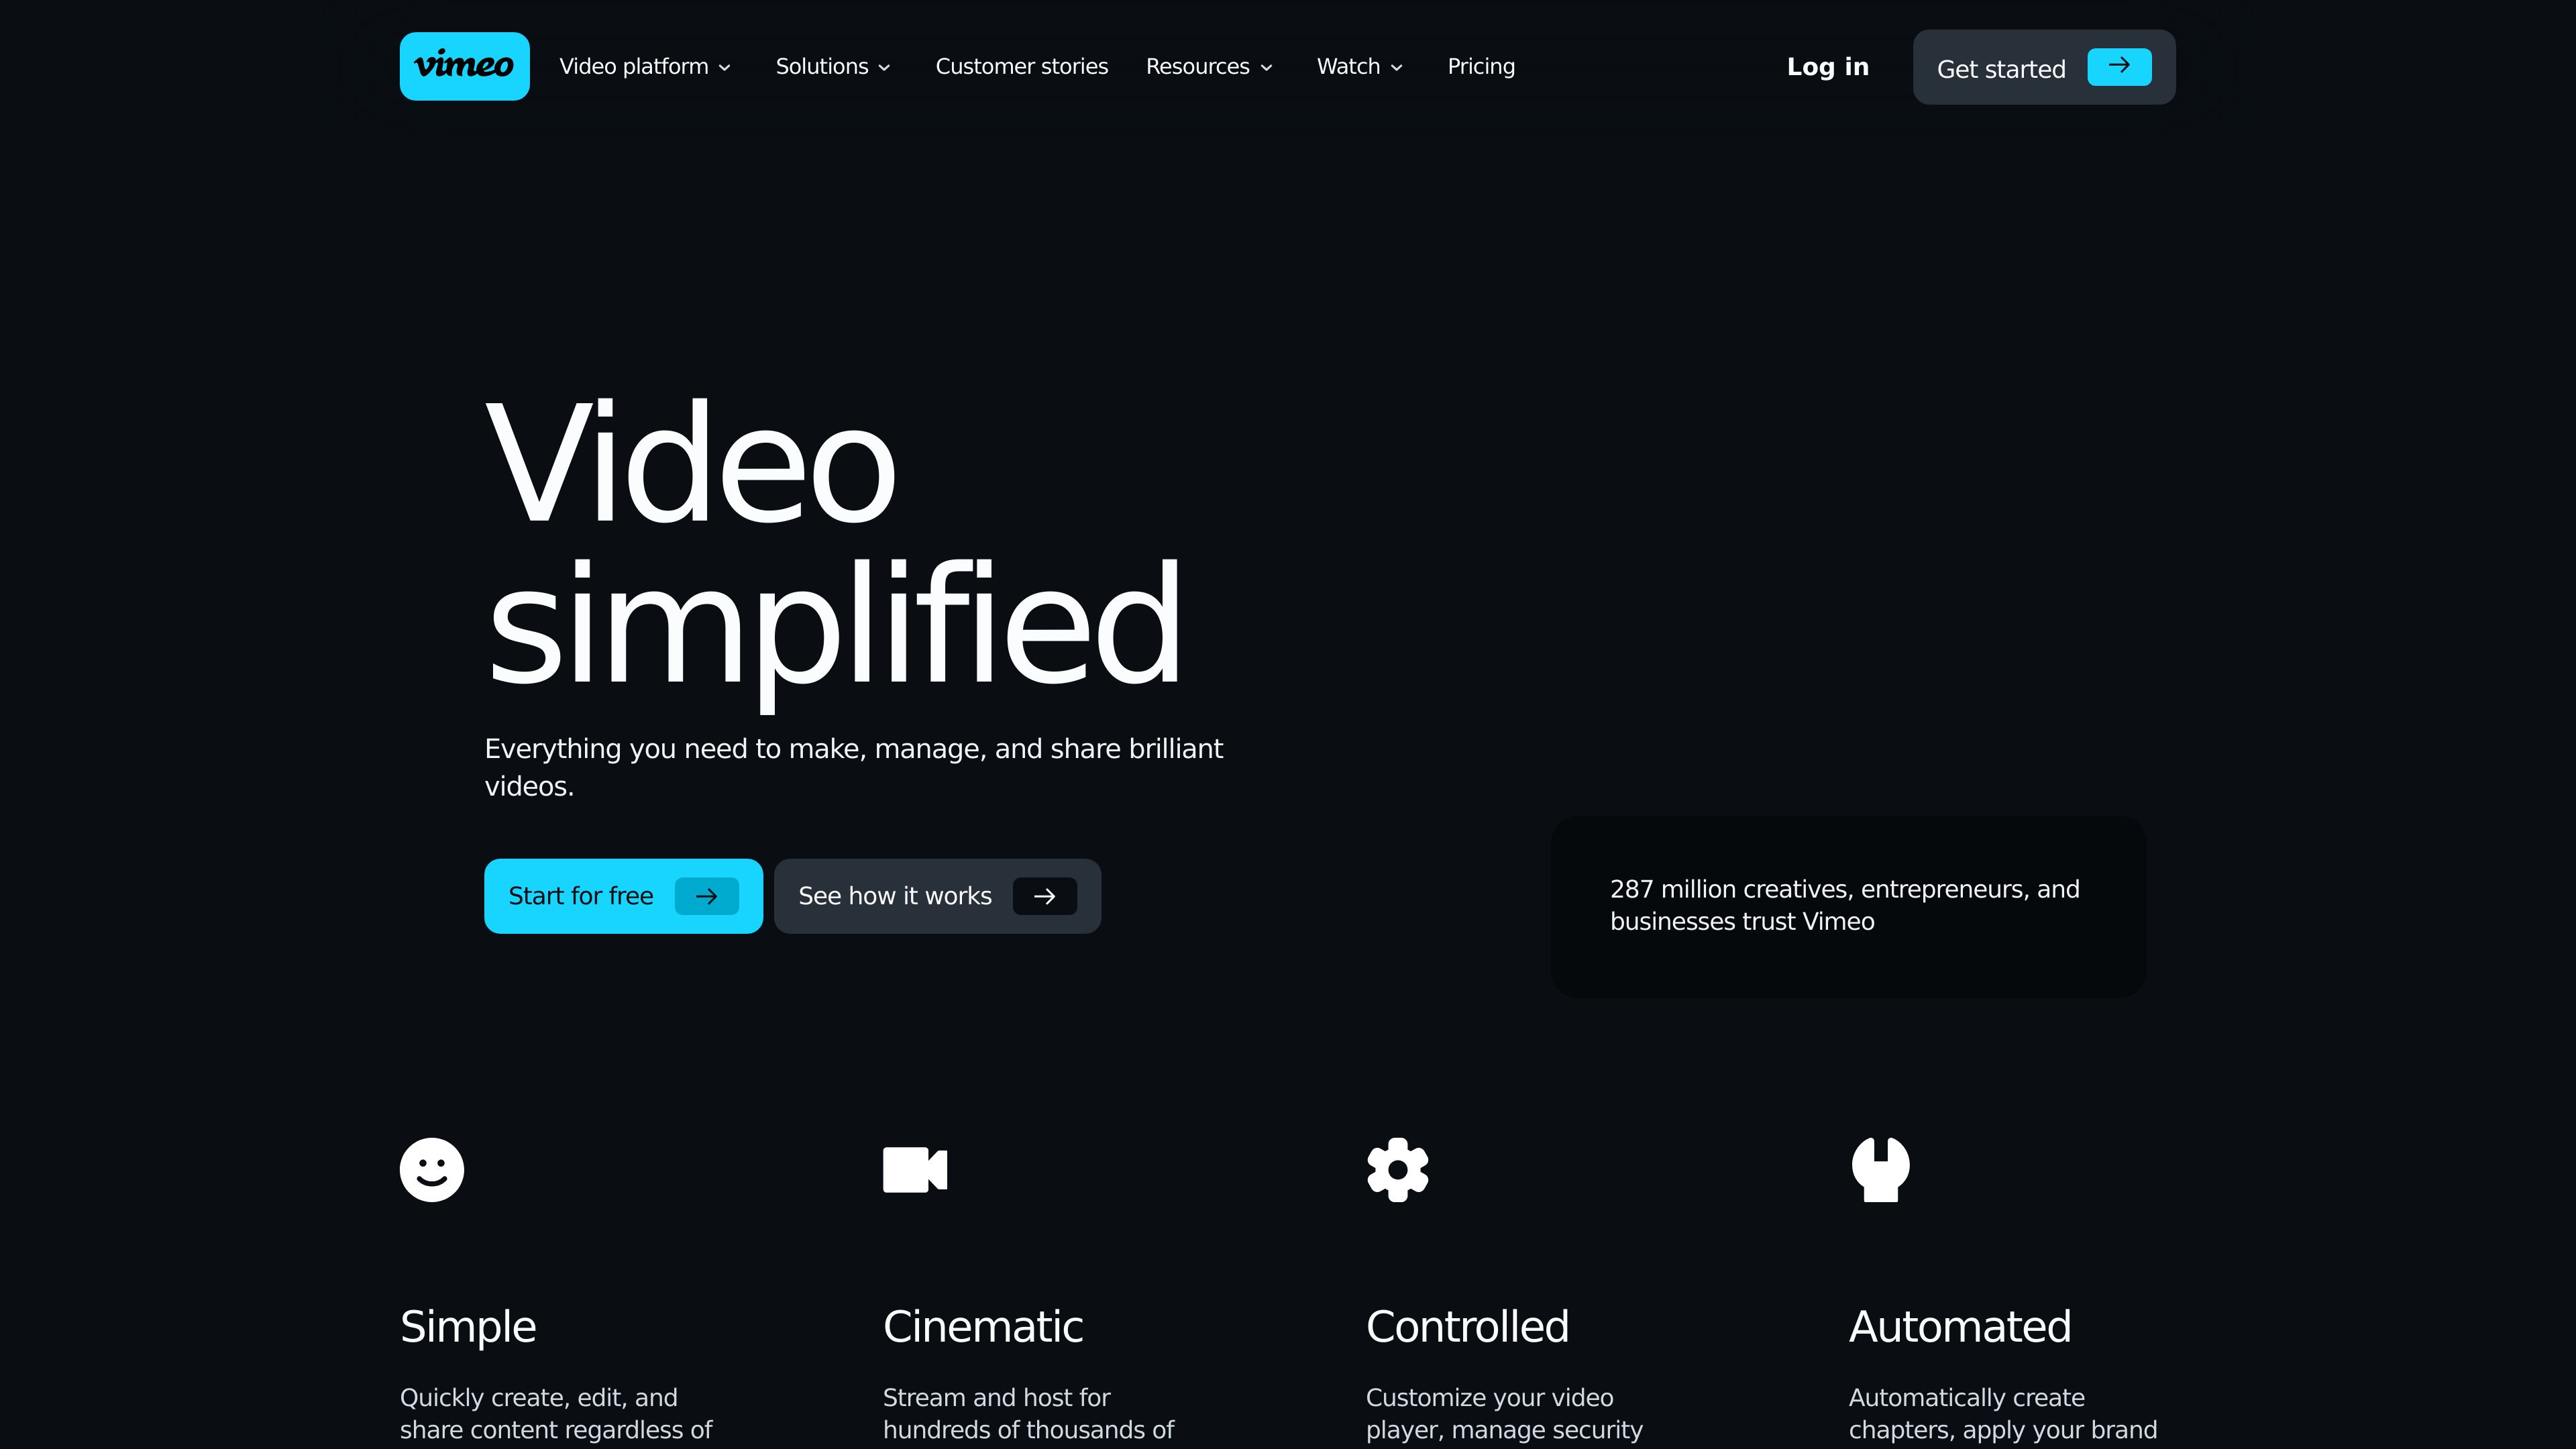 vimeo
Video platform
Solutions
Customer stories
Resources
Watch
Pricing
Log in
Get started
Video
simplified
Everything you need to make, manage, and share brilliant
videos.
Start for free
See how it works
287 million creatives, entrepreneurs, and
businesses trust Vimeo
Simple
Quickly create, edit, and
share content regardless of
Cinematic
Stream and host for
hundreds of thousands of
Controlled
Customize your video
player, manage security
Automated
Automatically create
chapters, apply your brand